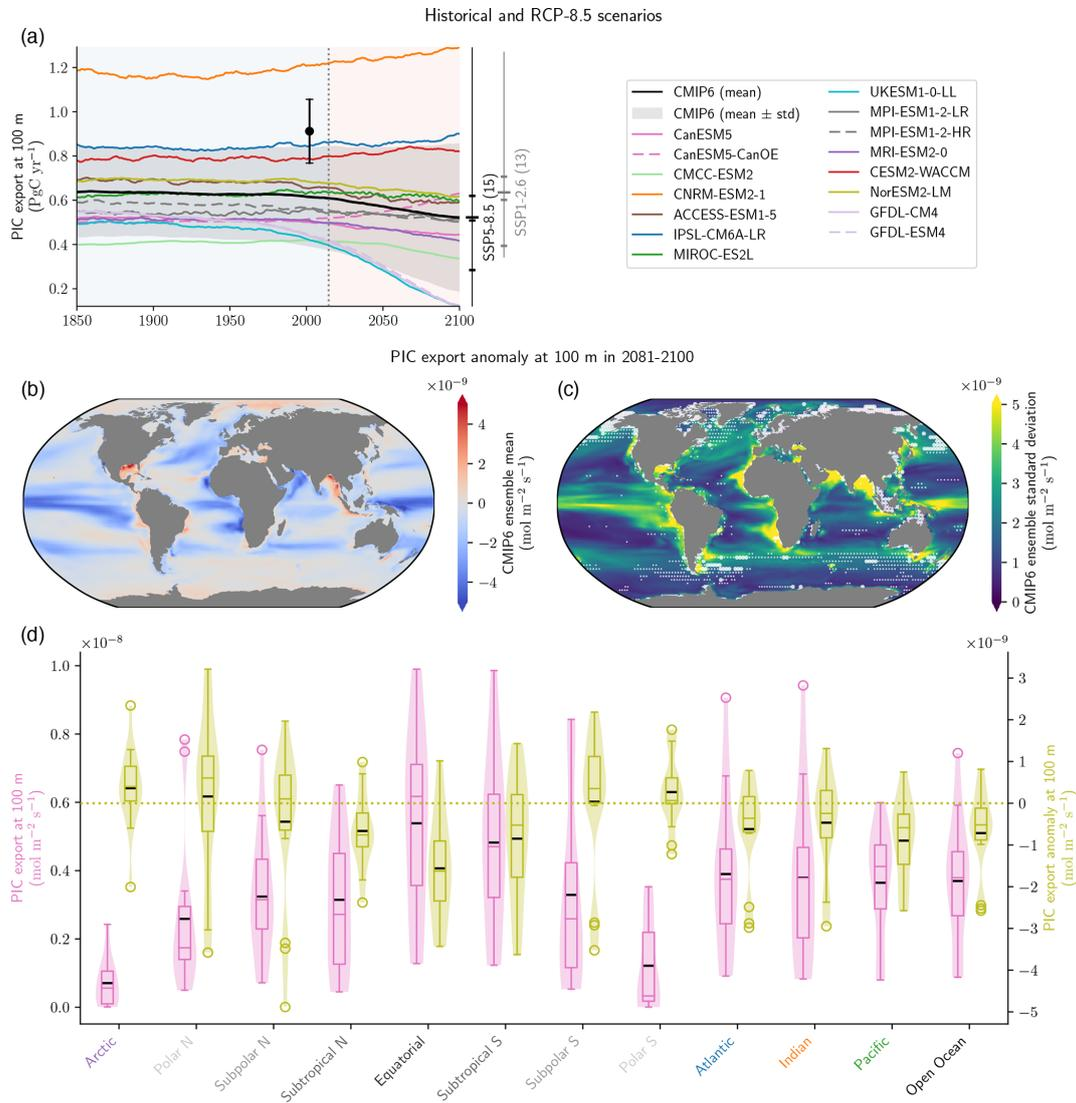 Historical and RCP-8.5 scenarios
(a)
PIC export at 100 m
(PgC yr⁻¹)
1.2
1.0
0.8
0.6
0.4
0.2
1850
1900
1950
2000
2050
2100
SSP5-8.5 (15)
SSP1-2.6 (13)
CMIP6 (mean)
CMIP6 (mean ± std)
CanESM5
CanESM5-CanOE
CMCC-ESM2
CNRM-ESM2-1
ACCESS-ESM1-5
IPSL-CM6A-LR
MIROC-ES2L
UKESM1-0-LL
MPI-ESM1-2-LR
MPI-ESM1-2-HR
MRI-ESM2-0
CESM2-WACCM
NorESM2-LM
GFDL-CM4
GFDL-ESM4
PIC export anomaly at 100 m in 2081-2100
(b)
×10⁻⁹
4
2
0
−2
−4
CMIP6 ensemble mean
(mol m⁻² s⁻¹)
(c)
×10⁻⁹
5
4
3
2
1
0
CMIP6 ensemble standard deviation
(mol m⁻² s⁻¹)
(d)
×10⁻⁸
PIC export at 100 m
(mol m⁻² s⁻¹)
1.0
0.8
0.6
0.4
0.2
0.0
×10⁻⁹
3
2
1
0
−1
−2
−3
−4
−5
PIC export anomaly at 100 m
(mol m⁻² s⁻¹)
Arctic
Polar N
Subpolar N
Subtropical N
Equatorial
Subtropical S
Subpolar S
Polar S
Atlantic
Indian
Pacific
Open Ocean